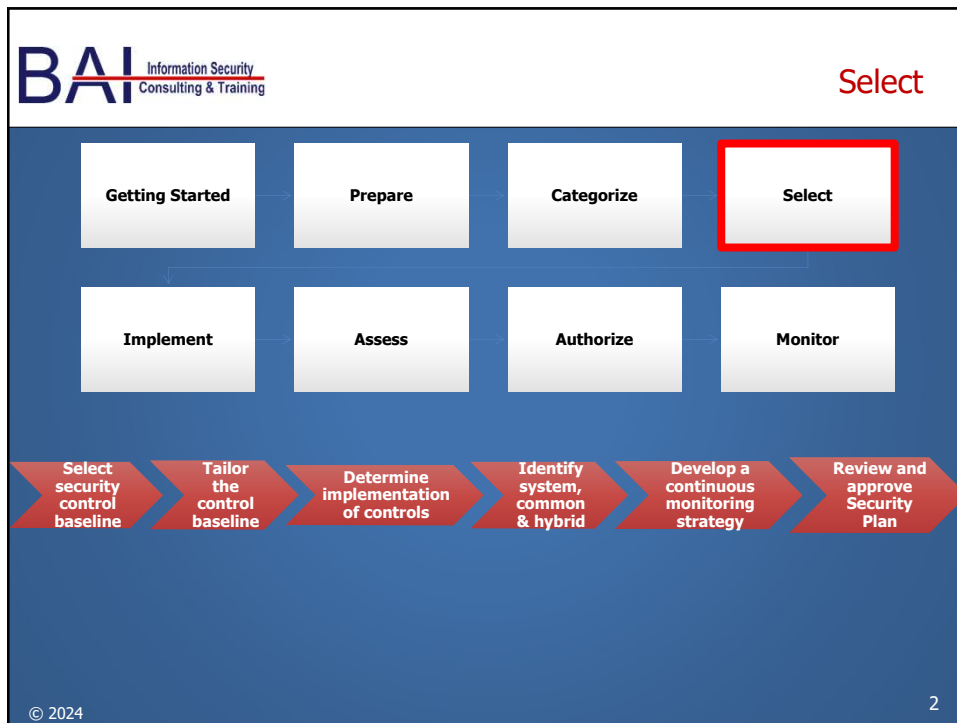 BAI Information Security
Consulting & Training
Select
Getting Started
Prepare
Categorize
Select
Implement
Assess
Authorize
Monitor
Select
security
control
baseline
Tailor
the
control
baseline
Determine
implementation
of controls
Identify
system,
common
& hybrid
Develop a
continuous
monitoring
strategy
Review and
approve
Security
Plan
© 2024
2